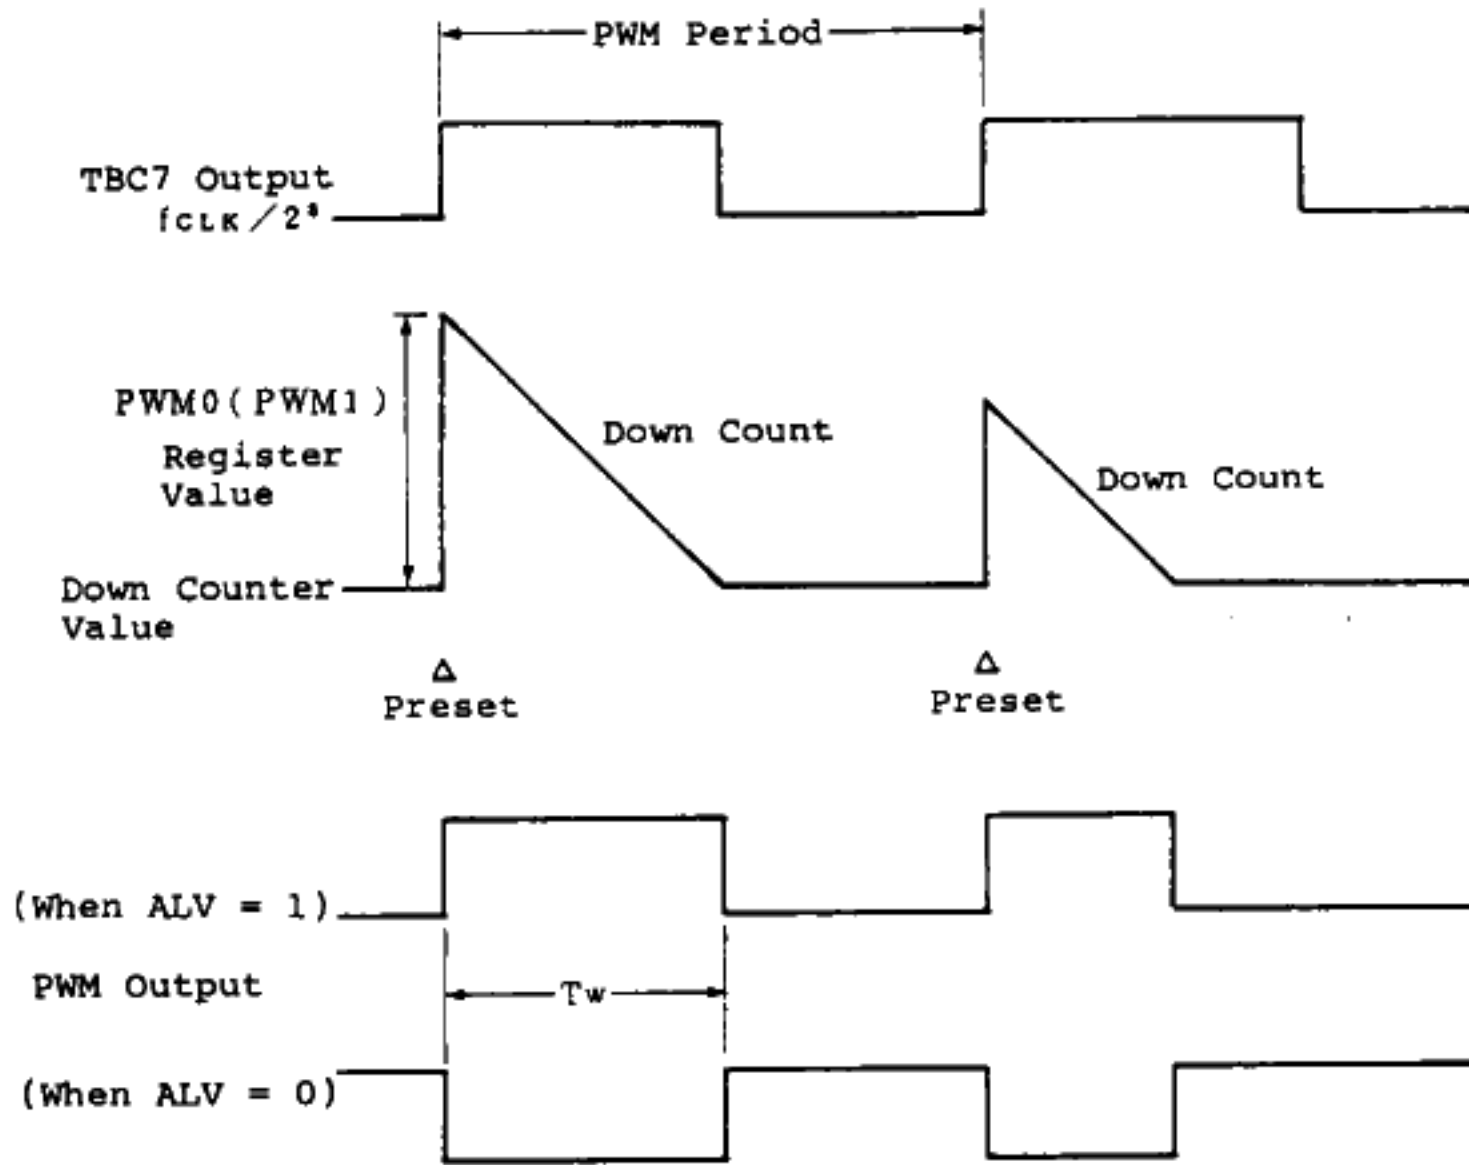 PWM Period
TBC7 Output
fCLK/2⁸
PWM0(PWM1)
Register
Value
Down Count
Down Count
Down Counter
Value
Δ
Preset
Δ
Preset
(When ALV = 1)
PWM Output
Tw
(When ALV = 0)